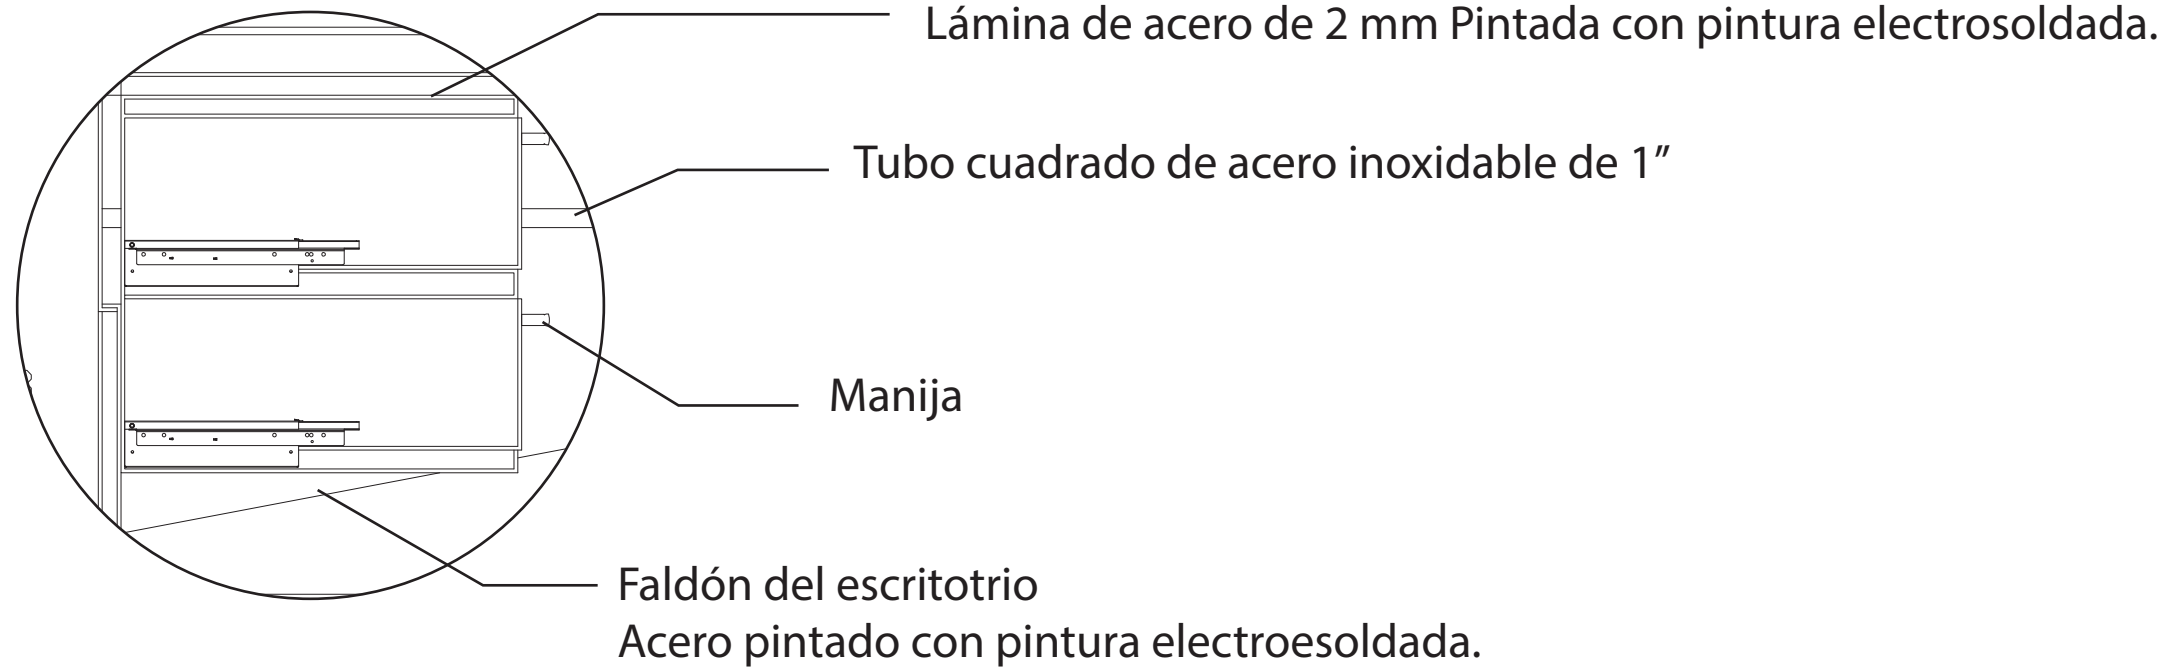 Lámina de acero de 2 mm Pintada con pintura electrosoldada.
Tubo cuadrado de acero inoxidable de 1”
Manija
Faldón del escritotrio
Acero pintado con pintura electroesoldada.